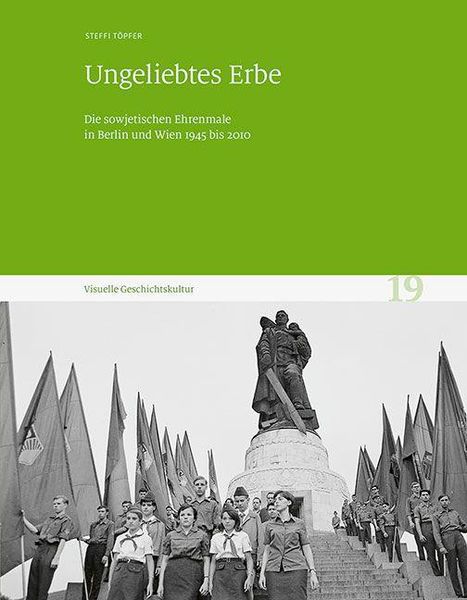 STEFFI TÖPFER
Ungeliebtes Erbe
Die sowjetischen Ehrenmale
in Berlin und Wien 1945 bis 2010
Visuelle Geschichtskultur
19